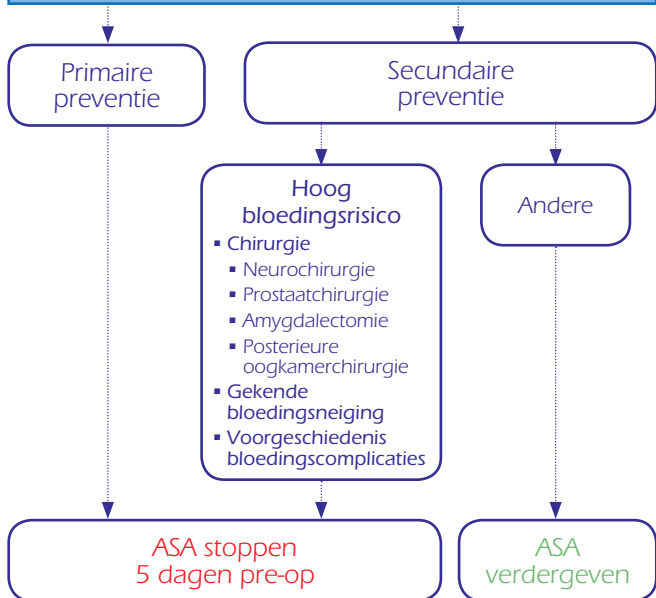 Primaire
preventie
Secundaire
preventie
Hoog
bloedingsrisico
▪ Chirurgie
▪ Neurochirurgie
▪ Prostaatchirurgie
▪ Amygdalectomie
▪ Posterieure
oogkamerchirurgie
▪ Gekende
bloedingsneiging
▪ Voorgeschiedenis
bloedingscomplicaties
Andere
ASA stoppen
5 dagen pre-op
ASA
verdergeven